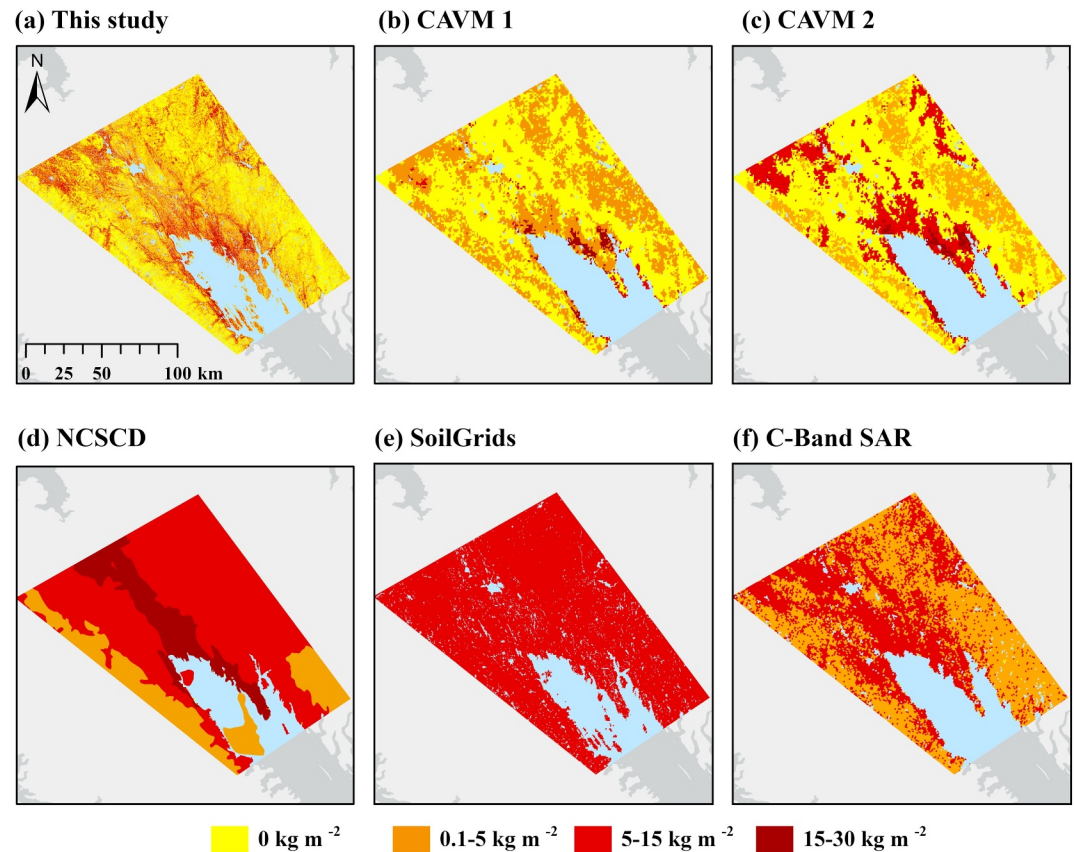 (a) This study
(b) CAVM 1
(c) CAVM 2
N
0 25 50 100 km
(d) NCSCD
(e) SoilGrids
(f) C-Band SAR
0 kg m -2
0.1-5 kg m -2
5-15 kg m -2
15-30 kg m -2